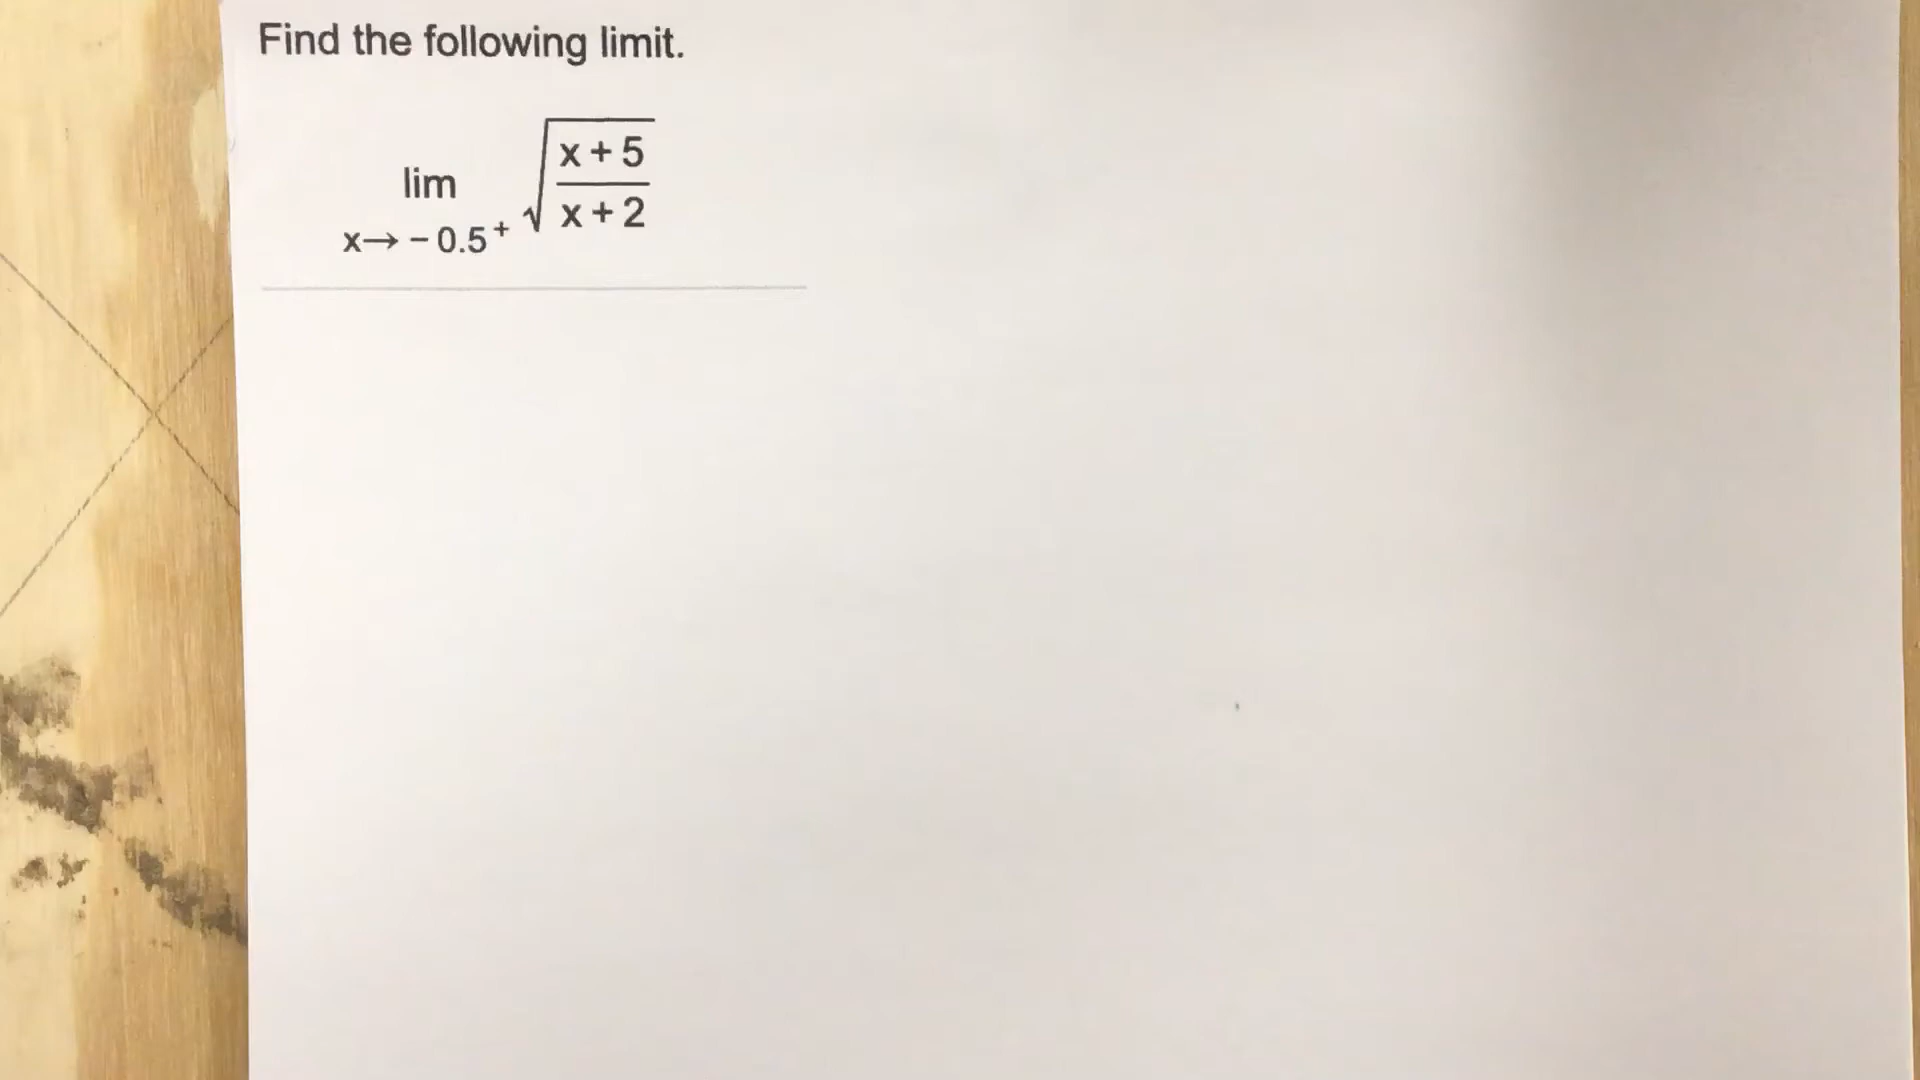 Find the following limit.
lim x→ – 0.5⁺ √((x + 5)/(x + 2))